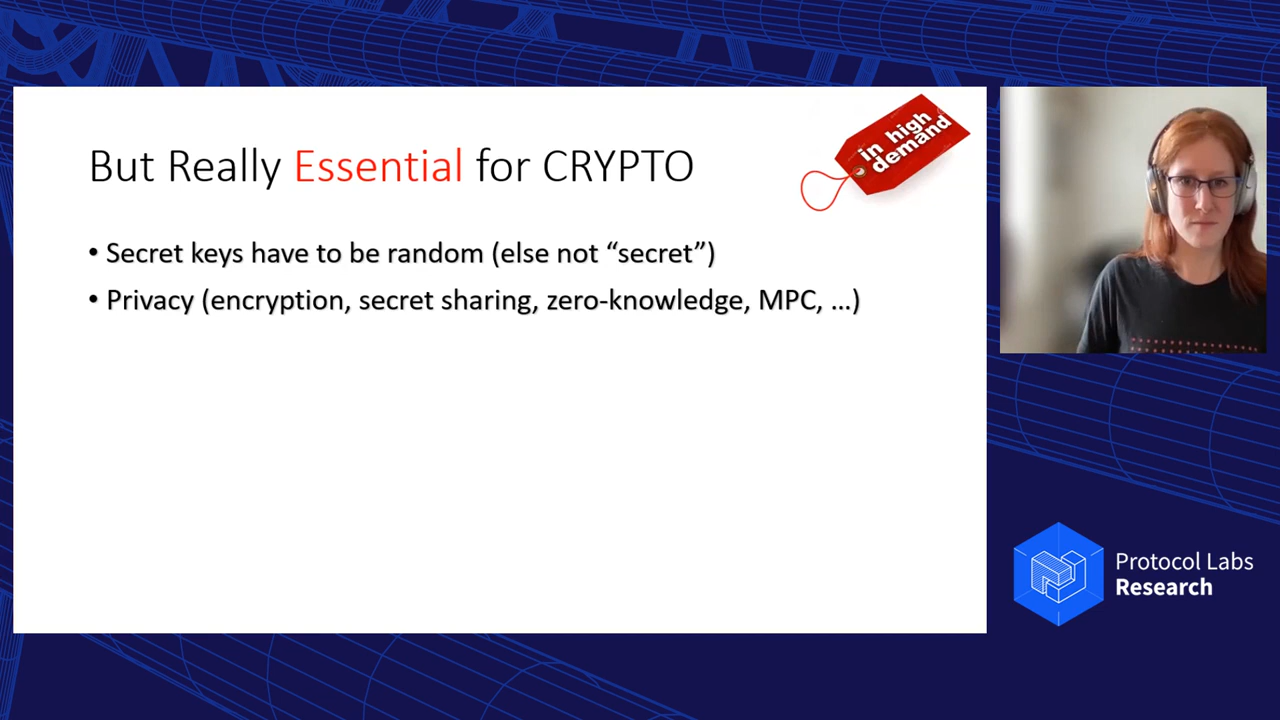 in high
demand
But Really Essential for CRYPTO
• Secret keys have to be random (else not “secret”)
• Privacy (encryption, secret sharing, zero-knowledge, MPC, …)
Protocol Labs
Research